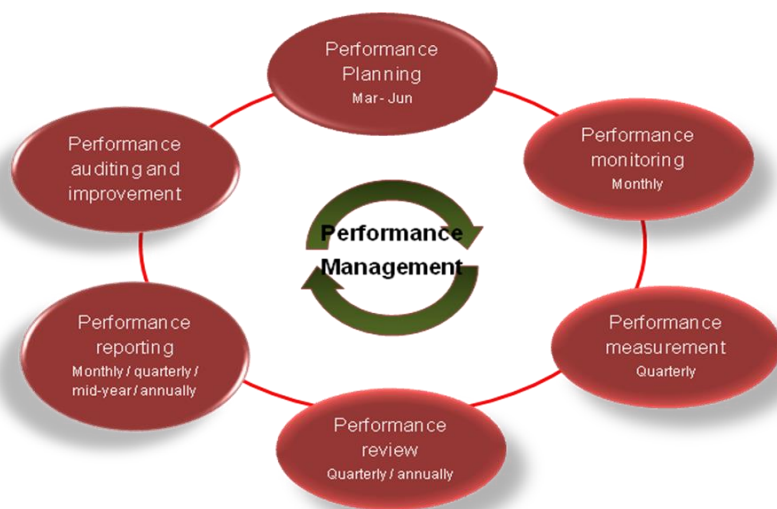 Performance
Planning
Mar- Jun
Performance
monitoring
Monthly
Performance
measurement
Quarterly
Performance
review
Quarterly / annually
Performance
reporting
Monthly / quarterly /
mid-year / annually
Performance
auditing and
improvement
Performance
Management